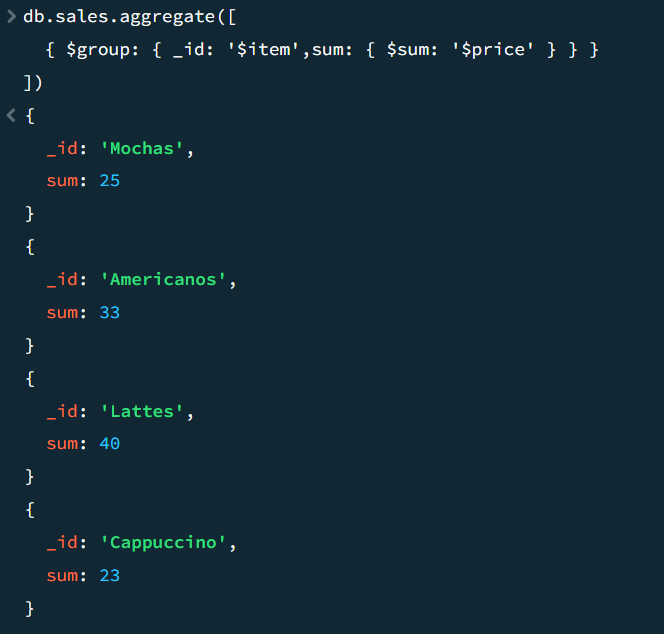 db.sales.aggregate([
{ $group: { _id: '$item',sum: { $sum: '$price' } } }
])
{
_id: 'Mochas',
sum: 25
}
{
_id: 'Americanos',
sum: 33
}
{
_id: 'Lattes',
sum: 40
}
{
_id: 'Cappuccino',
sum: 23
}